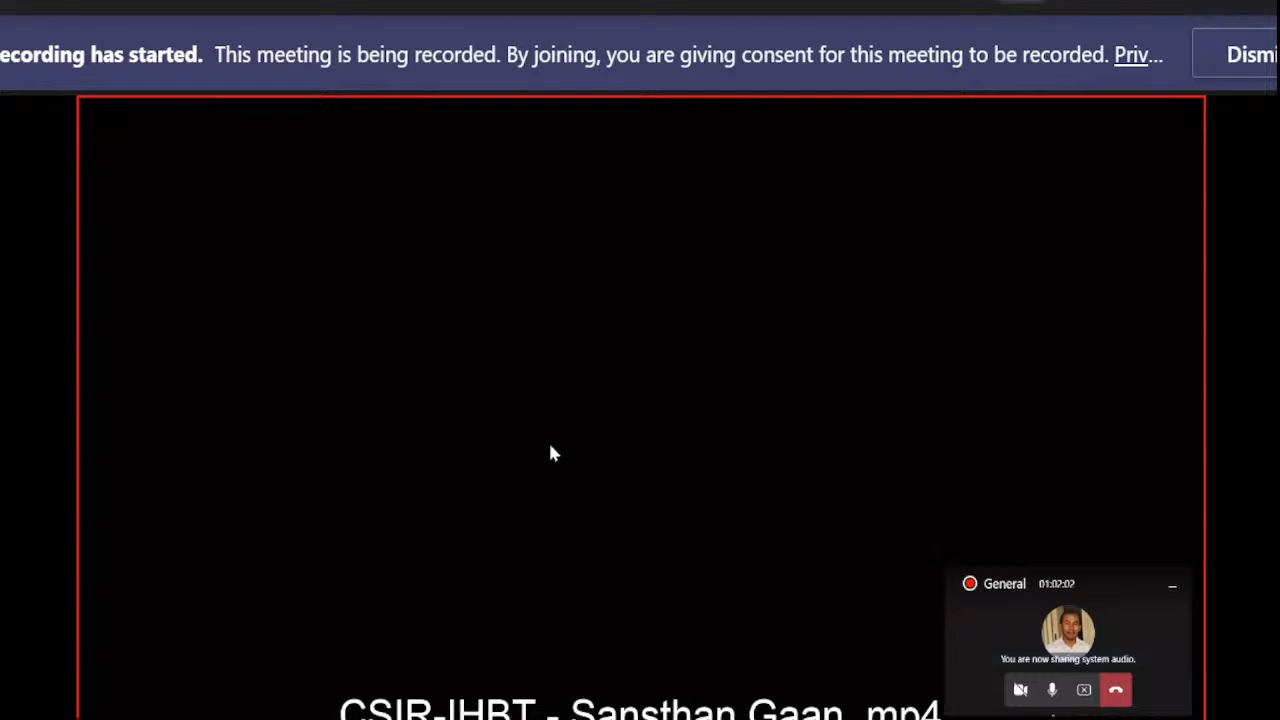 ecording has started. This meeting is being recorded. By joining, you are giving consent for this meeting to be recorded. Priv... Dismi
General 01:02:02
You are now sharing system audio.
CSIR-IHBT - Sansthan Gaan .mp4